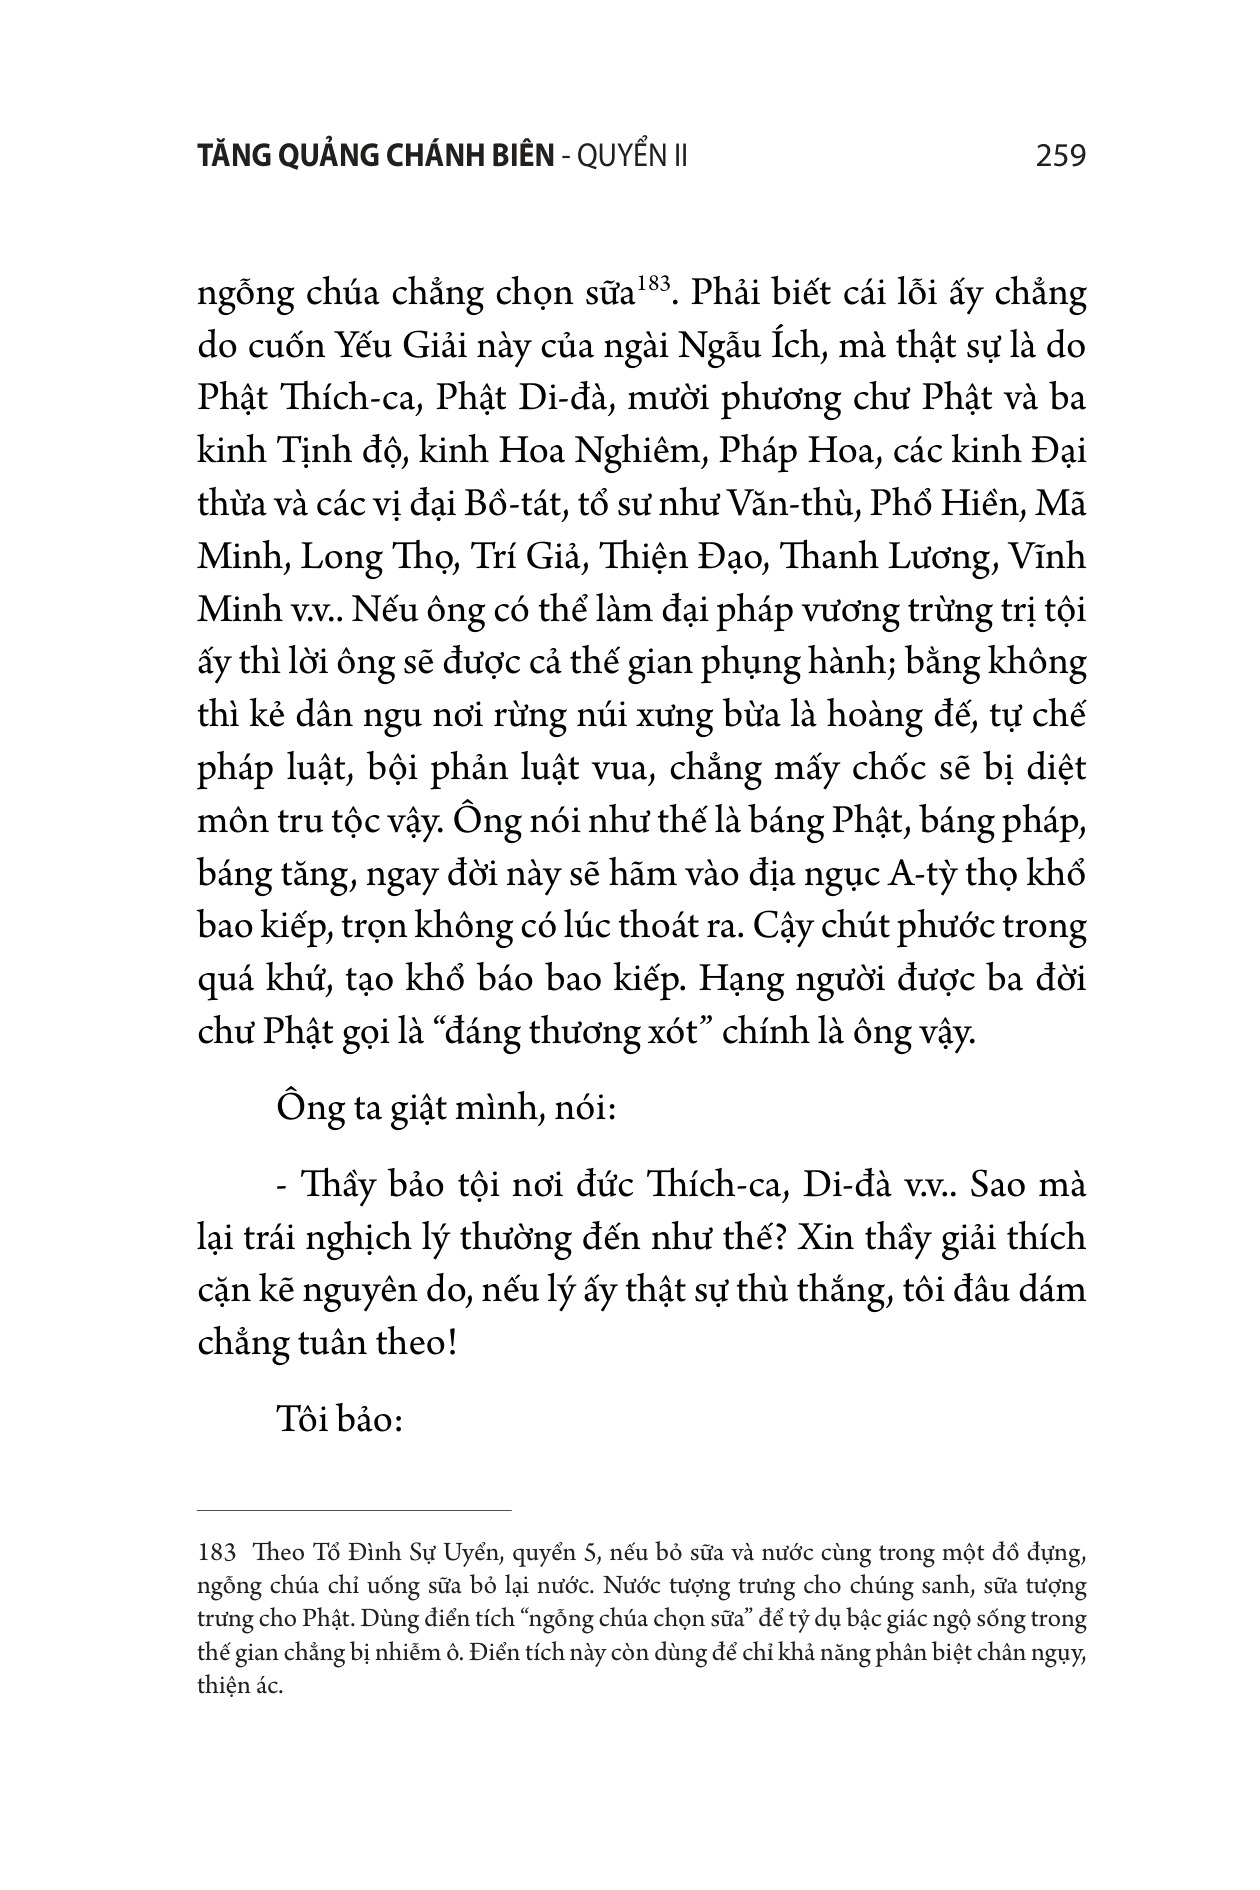 TĂNG QUẢNG CHÁNH BIÊN - QUYỂN II 259
ngỗng chúa chẳng chọn sữa183. Phải biết cái lỗi ấy chẳng
do cuốn Yếu Giải này của ngài Ngẫu Ích, mà thật sự là do
Phật Thích-ca, Phật Di-đà, mười phương chư Phật và ba
kinh Tịnh độ, kinh Hoa Nghiêm, Pháp Hoa, các kinh Đại
thừa và các vị đại Bồ-tát, tổ sư như Văn-thù, Phổ Hiền, Mã
Minh, Long Thọ, Trí Giả, Thiện Đạo, Thanh Lương, Vĩnh
Minh v.v.. Nếu ông có thể làm đại pháp vương trừng trị tội
ấy thì lời ông sẽ được cả thế gian phụng hành; bằng không
thì kẻ dân ngu nơi rừng núi xưng bừa là hoàng đế, tự chế
pháp luật, bội phản luật vua, chẳng mấy chốc sẽ bị diệt
môn tru tộc vậy. Ông nói như thế là báng Phật, báng pháp,
báng tăng, ngay đời này sẽ hãm vào địa ngục A-tỳ thọ khổ
bao kiếp, trọn không có lúc thoát ra. Cậy chút phước trong
quá khứ, tạo khổ báo bao kiếp. Hạng người được ba đời
chư Phật gọi là “đáng thương xót” chính là ông vậy.
Ông ta giật mình, nói:
- Thầy bảo tội nơi đức Thích-ca, Di-đà v.v.. Sao mà
lại trái nghịch lý thường đến như thế? Xin thầy giải thích
cặn kẽ nguyên do, nếu lý ấy thật sự thù thắng, tôi đâu dám
chẳng tuân theo!
Tôi bảo:
183 Theo Tổ Đình Sự Uyển, quyển 5, nếu bỏ sữa và nước cùng trong một đồ đựng,
ngỗng chúa chỉ uống sữa bỏ lại nước. Nước tượng trưng cho chúng sanh, sữa tượng
trưng cho Phật. Dùng điển tích “ngỗng chúa chọn sữa” để tỷ dụ bậc giác ngộ sống trong
thế gian chẳng bị nhiễm ô. Điển tích này còn dùng để chỉ khả năng phân biệt chân ngụy,
thiện ác.